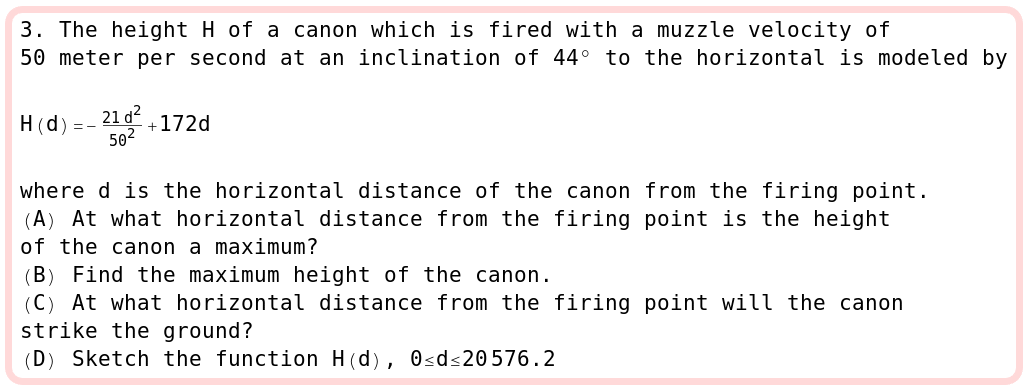 3. The height H of a canon which is fired with a muzzle velocity of
50 meter per second at an inclination of 44° to the horizontal is modeled by
H(d)=-\frac{21 d^2}{50^2}+172d
where d is the horizontal distance of the canon from the firing point.
(A) At what horizontal distance from the firing point is the height
of the canon a maximum?
(B) Find the maximum height of the canon.
(C) At what horizontal distance from the firing point will the canon
strike the ground?
(D) Sketch the function H(d), 0≤d≤20576.2